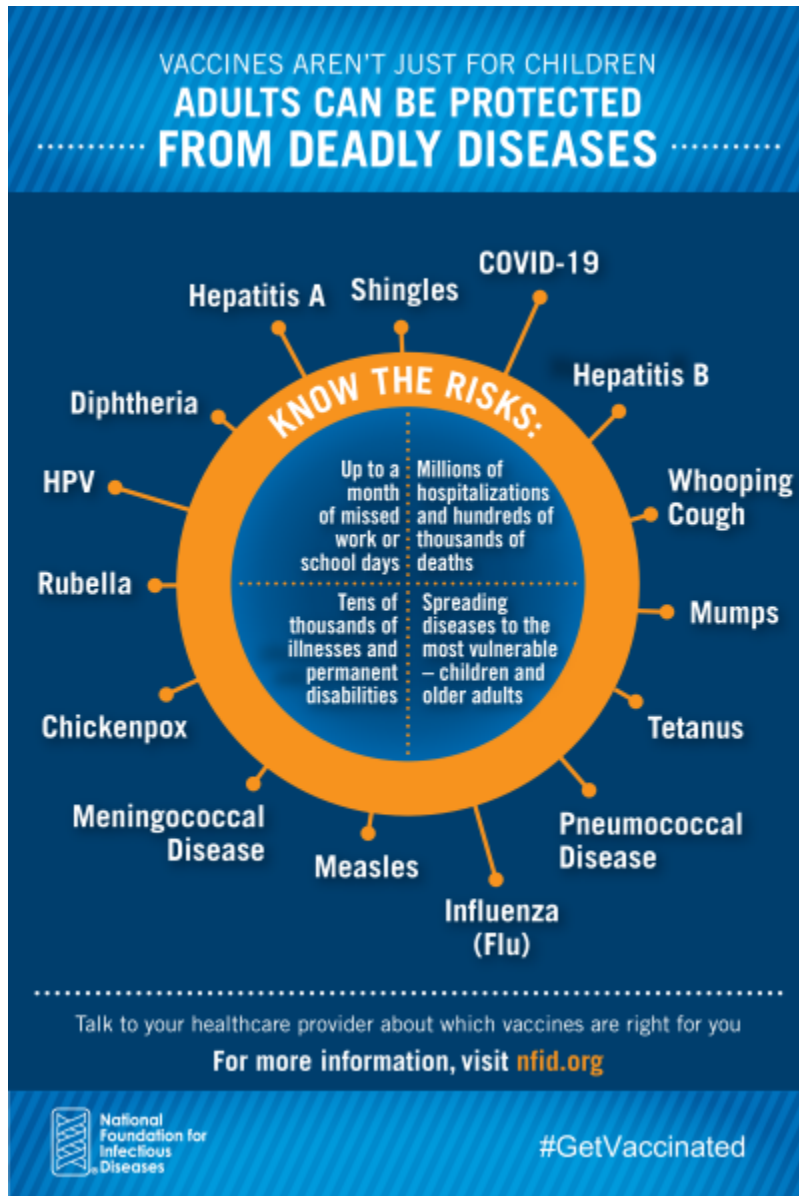 VACCINES AREN'T JUST FOR CHILDREN
ADULTS CAN BE PROTECTED
FROM DEADLY DISEASES
COVID-19
Shingles
Hepatitis A
Hepatitis B
Diphtheria
HPV
Whooping
Cough
Rubella
Mumps
Chickenpox
Tetanus
Meningococcal
Disease
Measles
Pneumococcal
Disease
Influenza
(Flu)
KNOW THE RISKS:
Up to a
month
of missed
work or
school days
Millions of
hospitalizations
and hundreds of
thousands of
deaths
Tens of
thousands of
illnesses and
permanent
disabilities
Spreading
diseases to the
most vulnerable
– children and
older adults
Talk to your healthcare provider about which vaccines are right for you
For more information, visit nfid.org
National
Foundation for
Infectious
®Diseases
#GetVaccinated